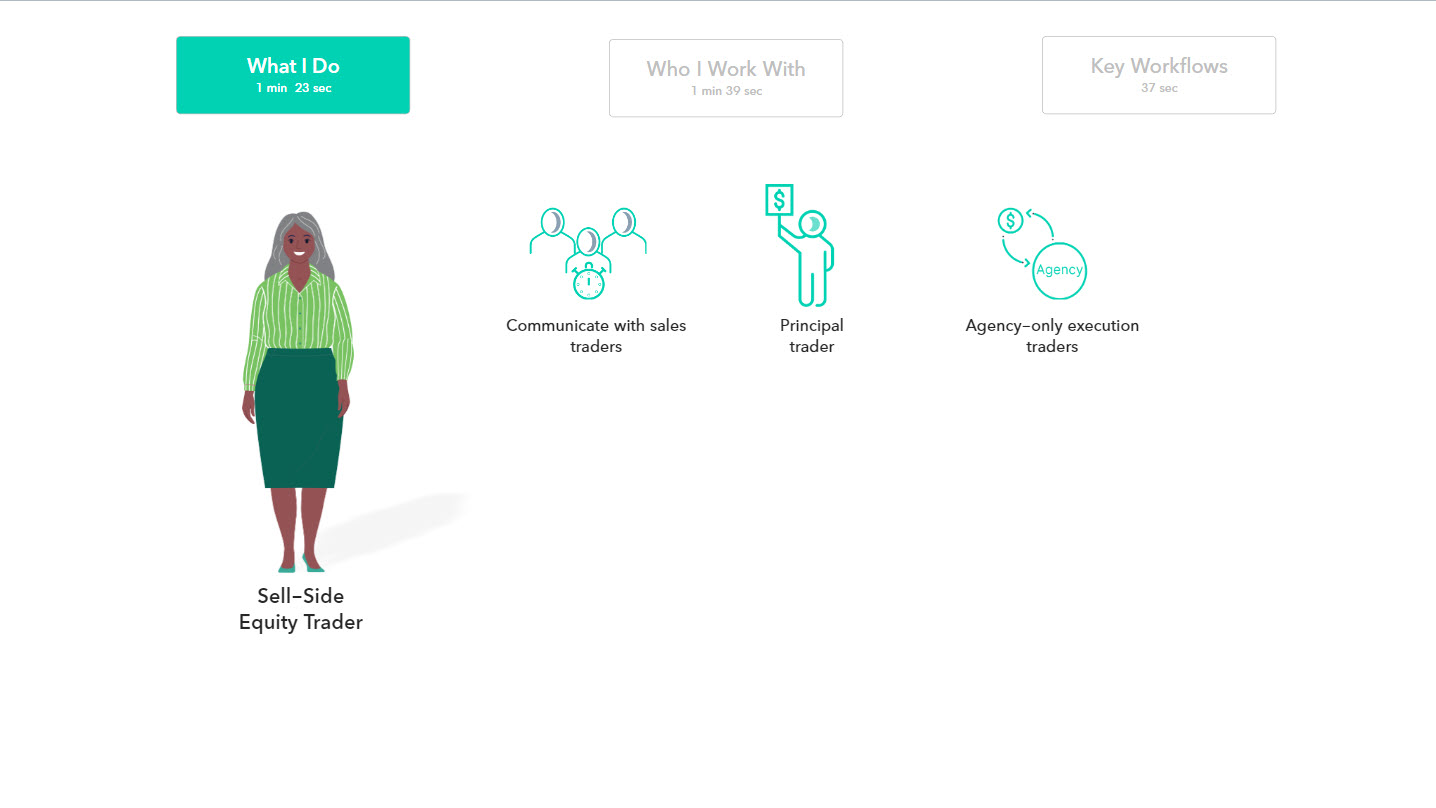 What I Do
1 min  23 sec
Who I Work With
1 min 39 sec
Key Workflows
37 sec
$
$
Agency
Communicate with sales
traders
Principal
trader
Agency-only execution
traders
Sell-Side
Equity Trader